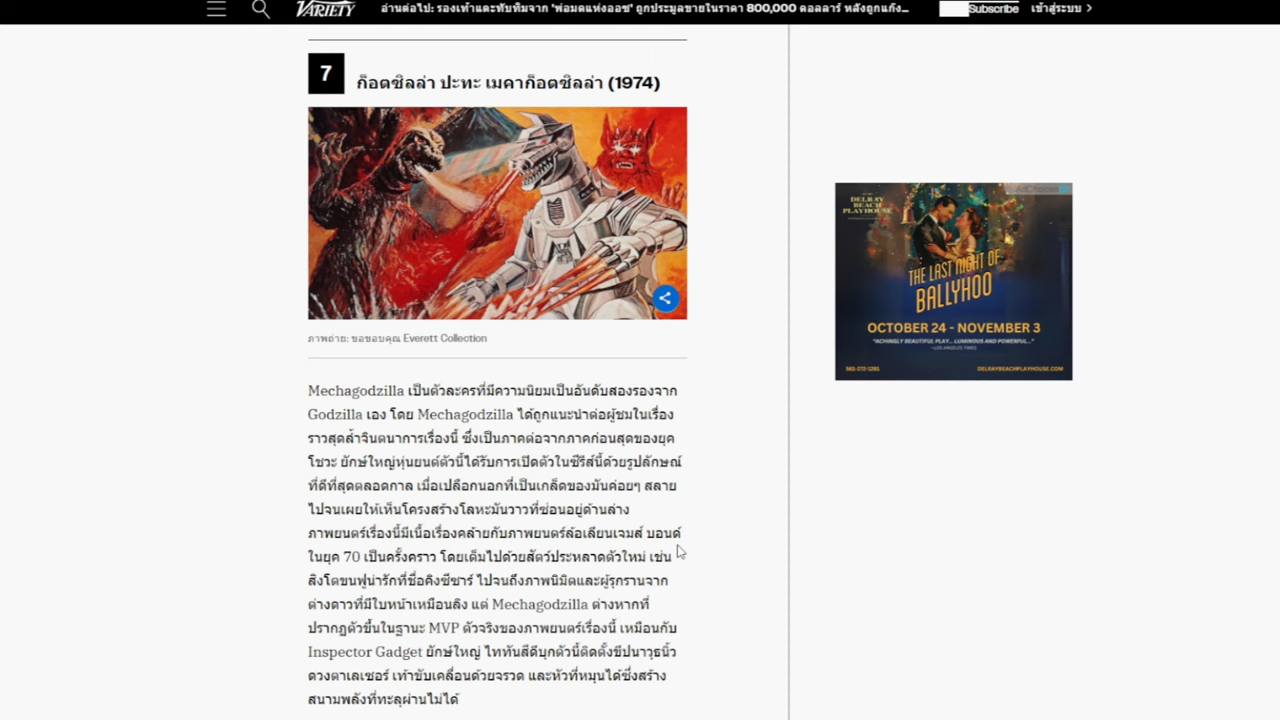 VARIETY
อ่านต่อไป: รองเท้าแตะทับทิมจาก 'พ่อมดแห่งออซ' ถูกประมูลขายในราคา 800,000 ดอลลาร์ หลังถูกแก๊ง...
Subscribe
เข้าสู่ระบบ
7
ก็อตซิลล่า ปะทะ เมคาก็อตซิลล่า (1974)
ภาพถ่าย: ขอขอบคุณ Everett Collection
AdChoices
DELRAY
BEACH
PLAYHOUSE
THE LAST NIGHT OF
BALLYHOO
OCTOBER 24 - NOVEMBER 3
"ACHINGLY BEAUTIFUL PLAY... LUMINOUS AND POWERFUL..."
-LOS ANGELES TIMES
561-272-1281
DELRAYBEACHPLAYHOUSE.COM
Mechagodzilla เป็นตัวละครที่มีความนิยมเป็นอันดับสองรองจาก
Godzilla เอง โดย Mechagodzilla ได้ถูกแนะนำต่อผู้ชมในเรื่อง
ราวสุดล้ำจินตนาการเรื่องนี้ ซึ่งเป็นภาคต่อจากภาคก่อนสุดของยุค
โชวะ ยักษ์ใหญ่หุ่นยนต์ตัวนี้ได้รับการเปิดตัวในซีรีส์นี้ด้วยรูปลักษณ์
ที่ดีที่สุดตลอดกาล เมื่อเปลือกนอกที่เป็นเกล็ดของมันค่อยๆ สลาย
ไปจนเผยให้เห็นโครงสร้างโลหะมันวาวที่ซ่อนอยู่ด้านล่าง
ภาพยนตร์เรื่องนี้มีเนื้อเรื่องคล้ายกับภาพยนตร์ล้อเลียนเจมส์ บอนด์
ในยุค 70 เป็นครั้งคราว โดยเต็มไปด้วยสัตว์ประหลาดตัวใหม่ เช่น
สิงโตขนฟูน่ารักที่ชื่อคิงซีซาร์ ไปจนถึงภาพนิมิตและผู้รุกรานจาก
ต่างดาวที่มีใบหน้าเหมือนลิง แต่ Mechagodzilla ต่างหากที่
ปรากฏตัวขึ้นในฐานะ MVP ตัวจริงของภาพยนตร์เรื่องนี้ เหมือนกับ
Inspector Gadget ยักษ์ใหญ่ ไททันสีดีบุกตัวนี้ติดตั้งขีปนาวุธนิ้ว
ดวงตาเลเซอร์ เท้าขับเคลื่อนด้วยจรวด และหัวที่หมุนได้ซึ่งสร้าง
สนามพลังที่ทะลุผ่านไม่ได้